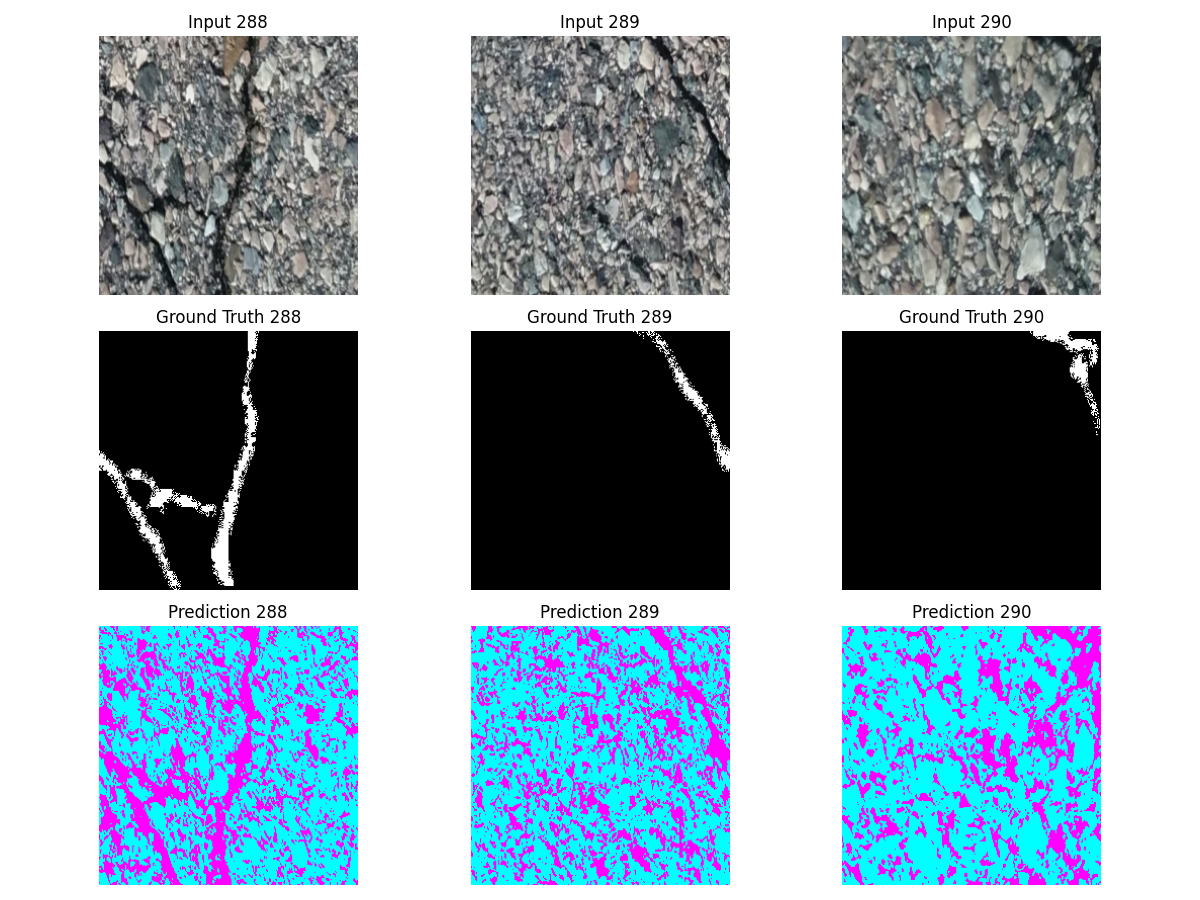 Input 288
Input 289
Input 290
Ground Truth 288
Ground Truth 289
Ground Truth 290
Prediction 288
Prediction 289
Prediction 290